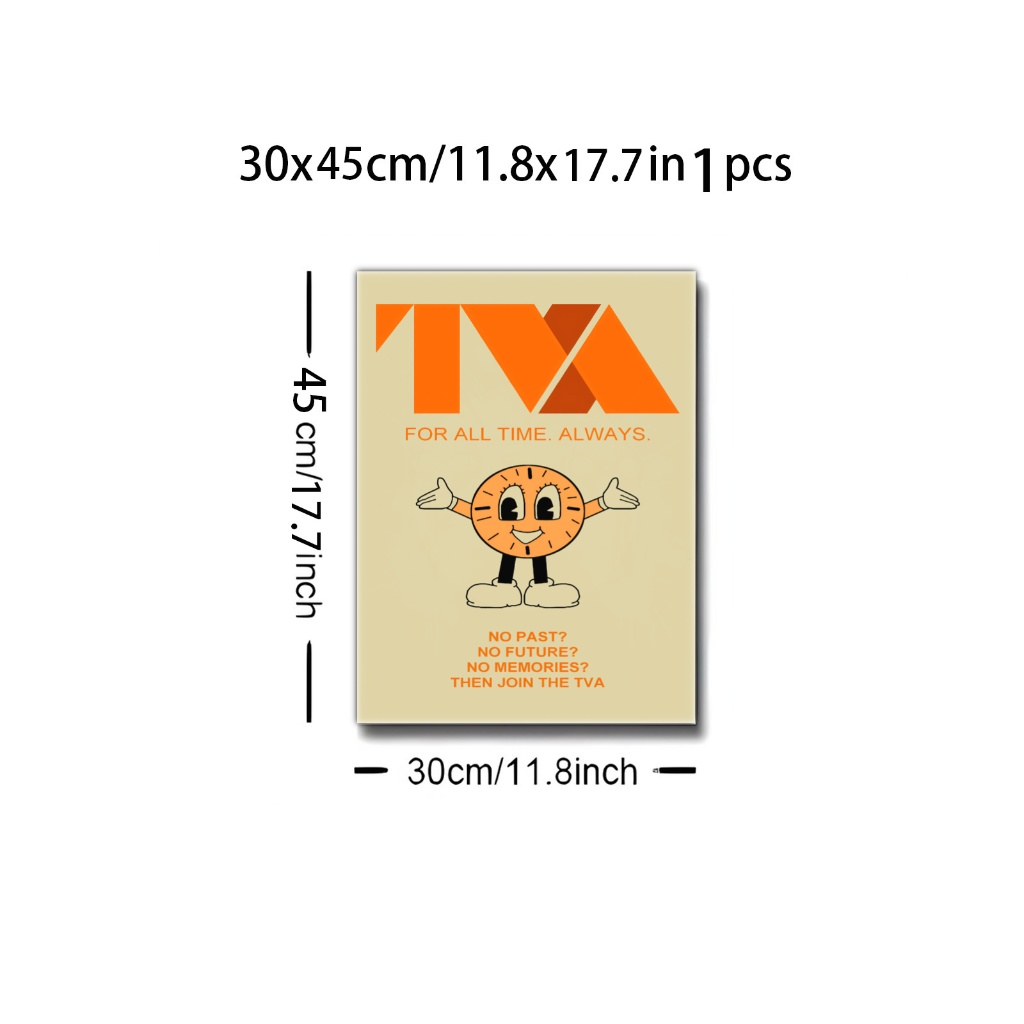 30x45cm/11.8x17.7in 1 pcs
TVA
FOR ALL TIME. ALWAYS.
45 cm/17.7inch
NO PAST?
NO FUTURE?
NO MEMORIES?
THEN JOIN THE TVA
30cm/11.8inch